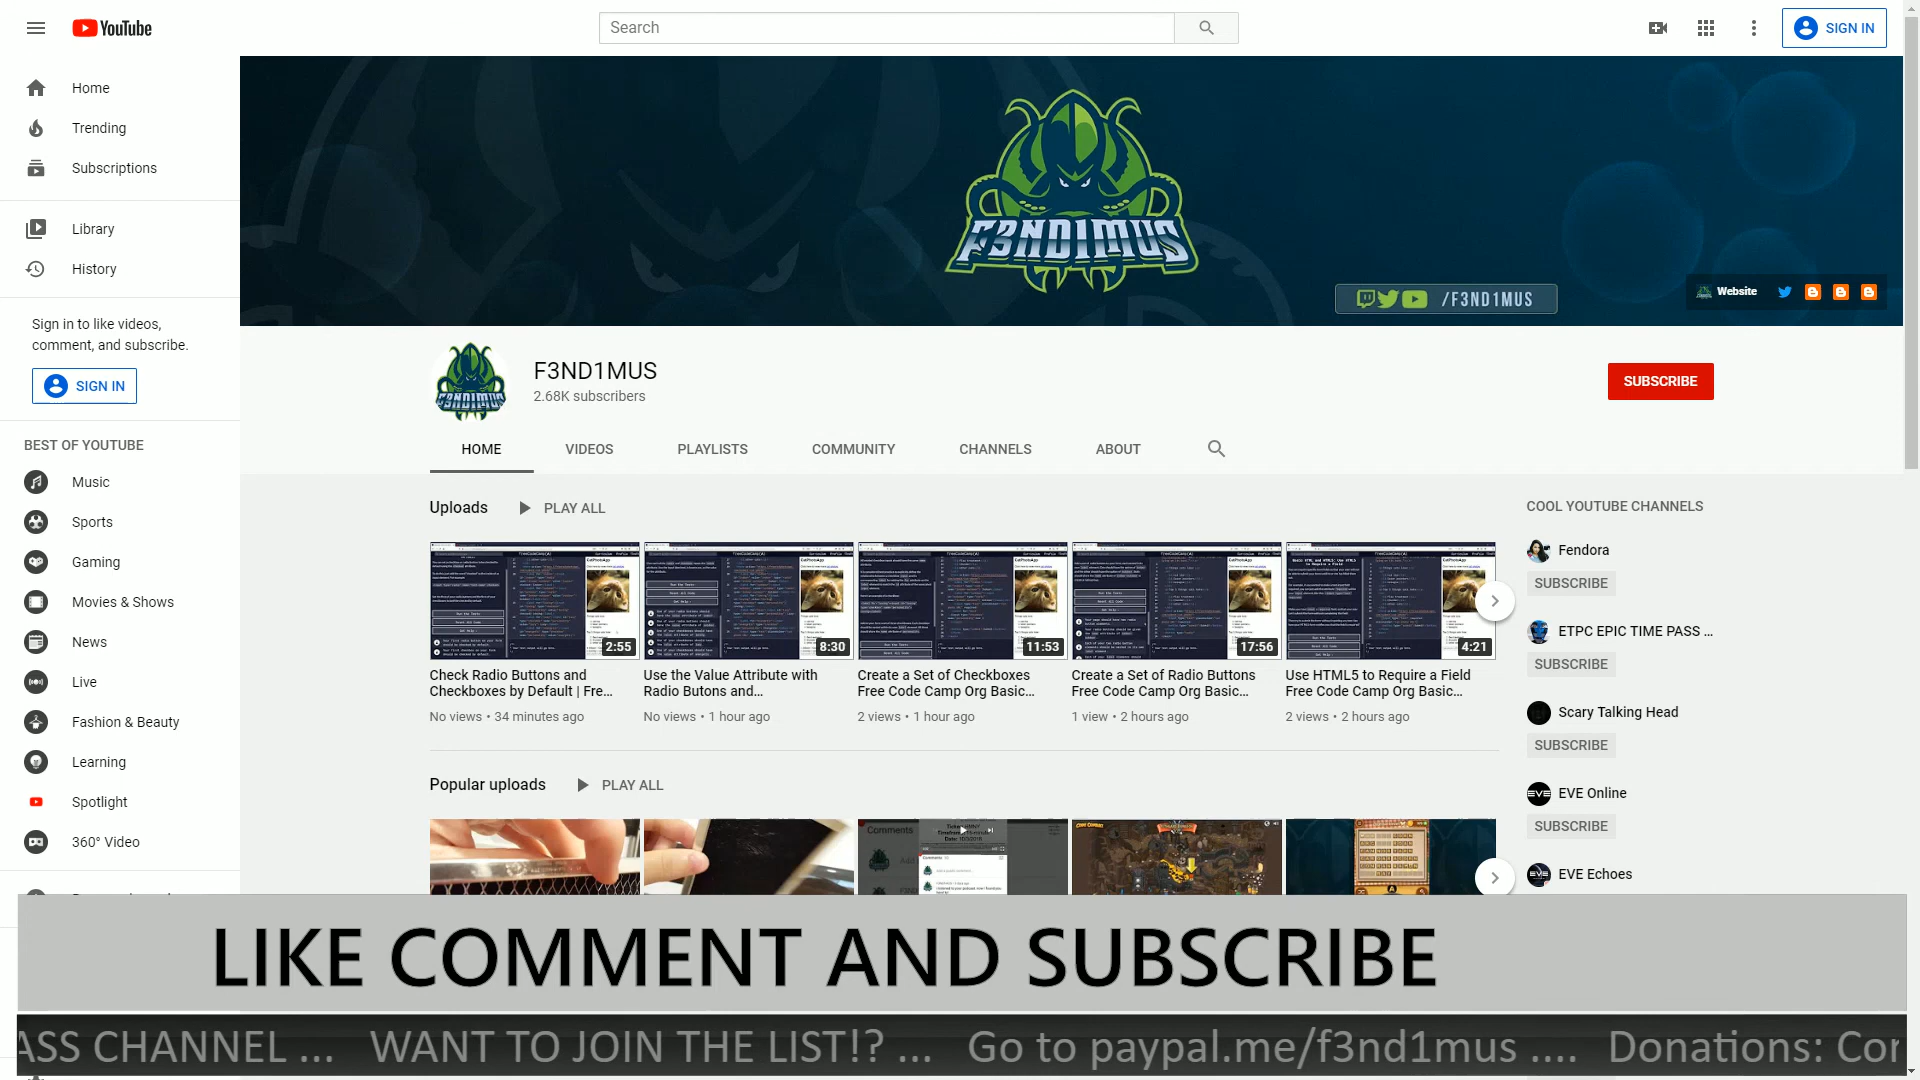 YouTube
Search
SIGN IN
Home
Trending
Subscriptions
Library
History
Sign in to like videos,
comment, and subscribe.
SIGN IN
BEST OF YOUTUBE
Music
Sports
Gaming
Movies & Shows
News
Live
Fashion & Beauty
Learning
Spotlight
360° Video
F3ND1MUS
/F3ND1MUS
Website
F3ND1MUS
2.68K subscribers
SUBSCRIBE
HOME VIDEOS PLAYLISTS COMMUNITY CHANNELS ABOUT
Uploads PLAY ALL
2:55
Check Radio Buttons and
Checkboxes by Default | Fre...
No views • 34 minutes ago
8:30
Use the Value Attribute with
Radio Butons and...
No views • 1 hour ago
11:53
Create a Set of Checkboxes
Free Code Camp Org Basic...
2 views • 1 hour ago
17:56
Create a Set of Radio Buttons
Free Code Camp Org Basic...
1 view • 2 hours ago
4:21
Use HTML5 to Require a Field
Free Code Camp Org Basic...
2 views • 2 hours ago
Popular uploads PLAY ALL
Comments
COOL YOUTUBE CHANNELS
Fendora
SUBSCRIBE
ETPC EPIC TIME PASS ...
SUBSCRIBE
Scary Talking Head
SUBSCRIBE
EVE Online
SUBSCRIBE
EVE Echoes
LIKE COMMENT AND SUBSCRIBE
ASS CHANNEL ... WANT TO JOIN THE LIST!? ... Go to paypal.me/f3nd1mus .... Donations: Cor